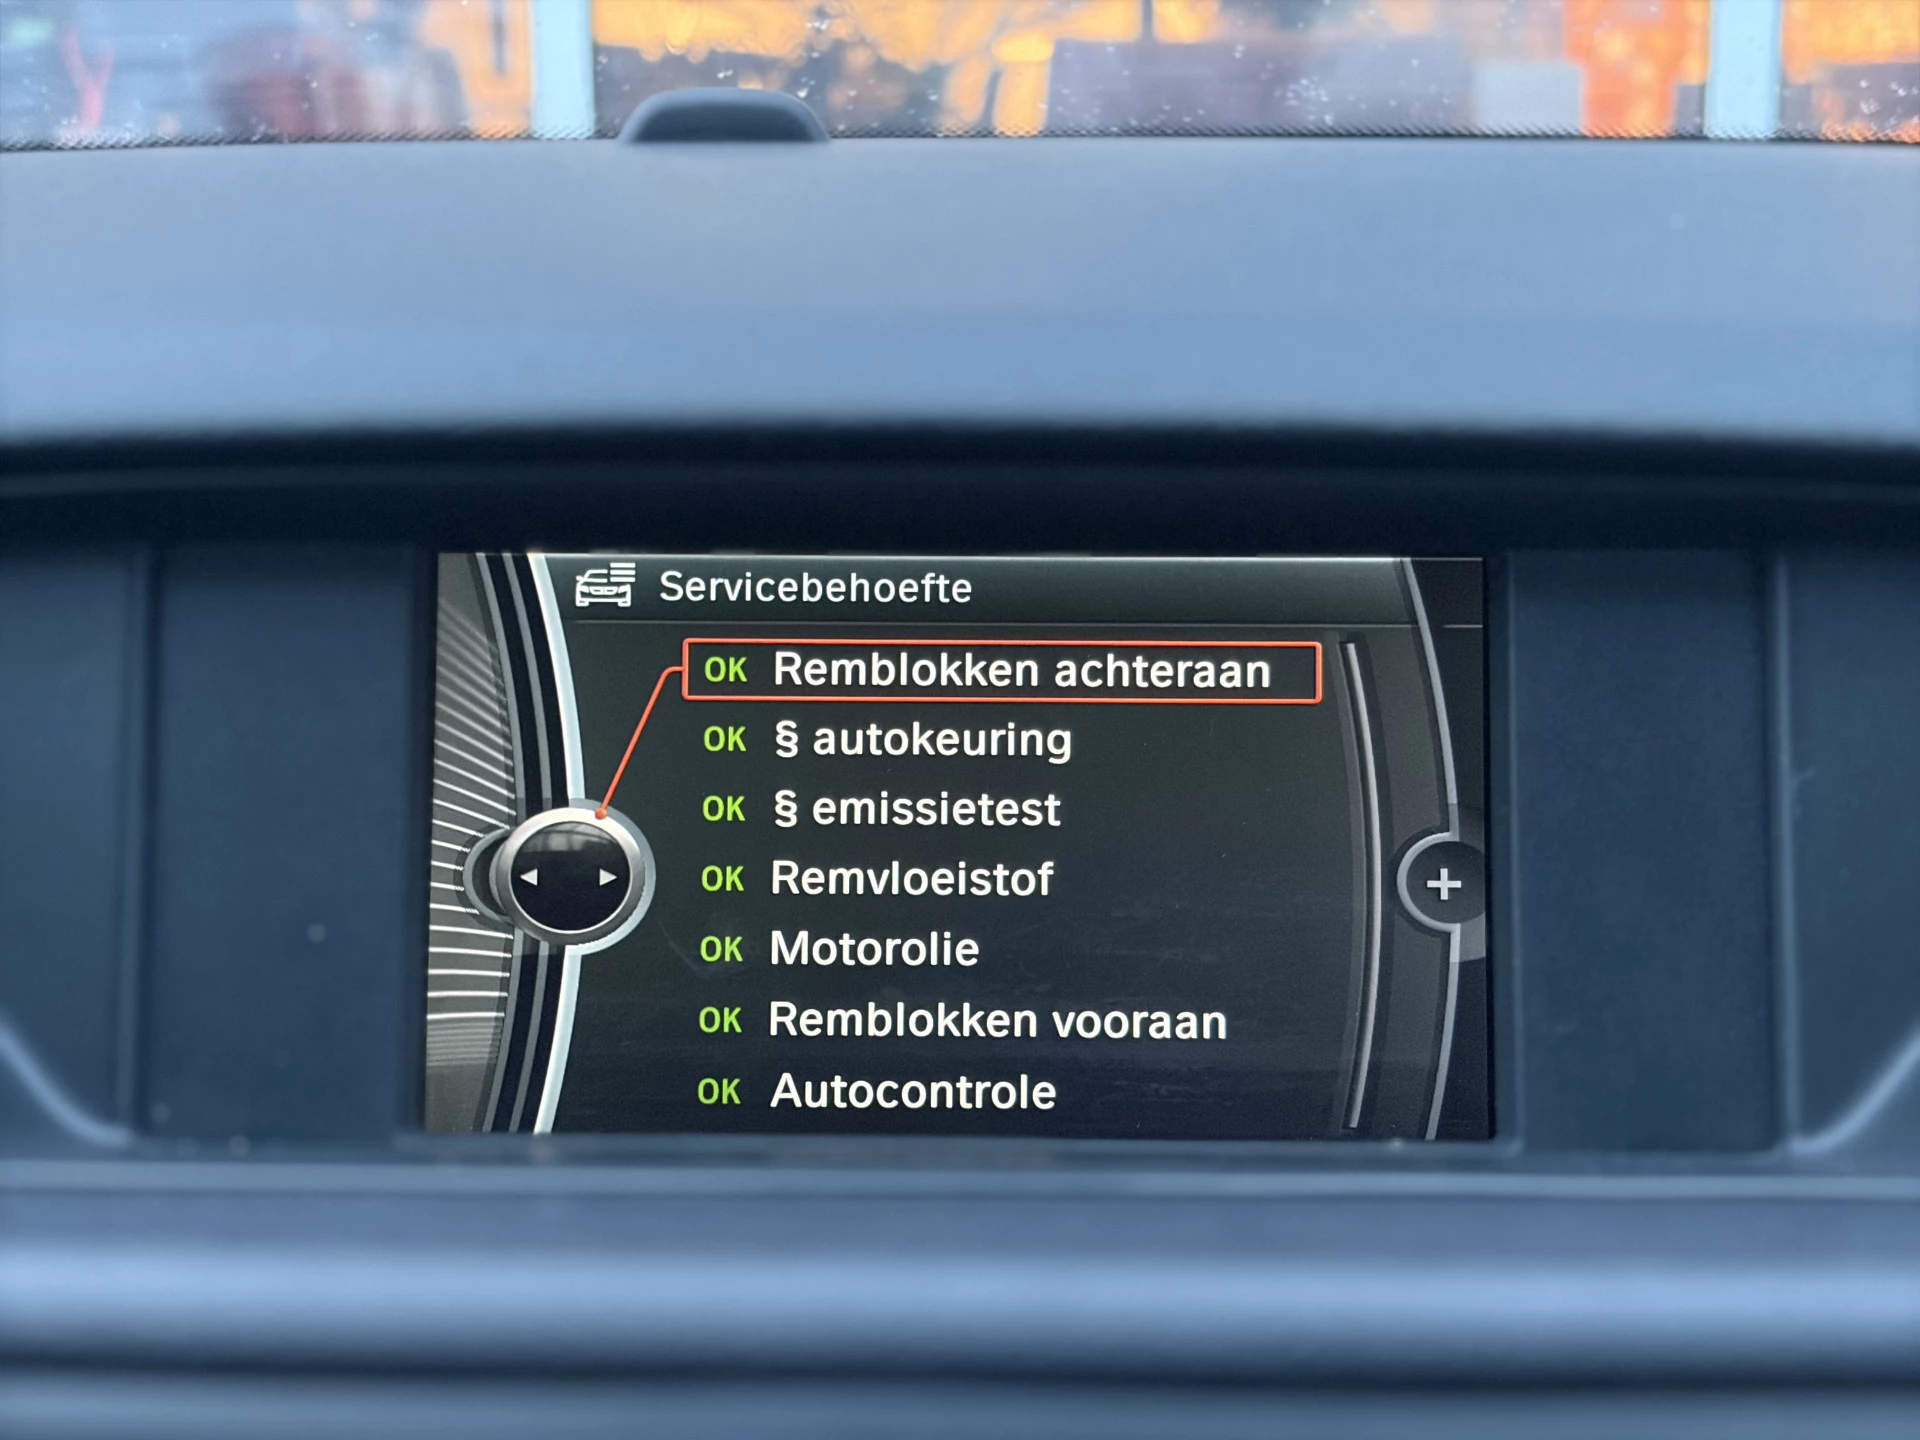 Servicebehoefte
OK Remblokken achteraan
OK § autokeuring
OK § emissietest
OK Remvloeistof
OK Motorolie
OK Remblokken vooraan
OK Autocontrole